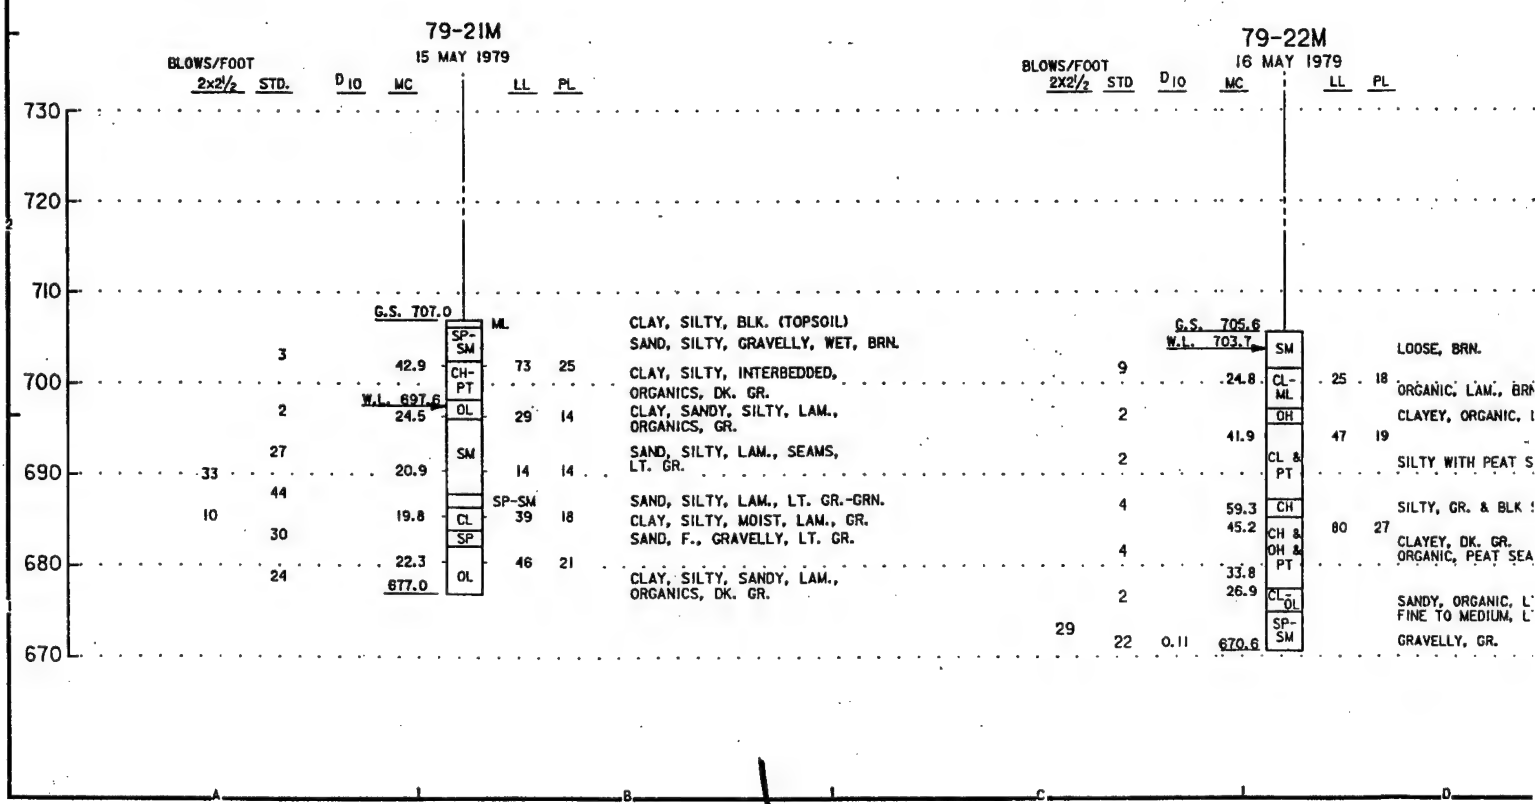 79-21M
15 MAY 1979
BLOWS/FOOT
2X2½ STD. D10 MC LL PL
79-22M
16 MAY 1979
BLOWS/FOOT
2X2½ STD D10 MC LL PL
730
720
2
710
700
690
680
670
G.S. 707.0
ML
CLAY, SILTY, BLK. (TOPSOIL)
SP-
SM
SAND, SILTY, GRAVELLY, WET, BRN.
3
42.9 CH-
PT
73 25
CLAY, SILTY, INTERBEDDED,
ORGANICS, DK. GR.
W.L. 697.6
2
24.5 OL 29 14
CLAY, SANDY, SILTY, LAM.,
ORGANICS, GR.
27
SM
SAND, SILTY, LAM., SEAMS,
LT. GR.
33 20.9 14 14
44
SP-SM
SAND, SILTY, LAM., LT. GR.-GRN.
10 19.8 CL 39 18
CLAY, SILTY, MOIST, LAM., GR.
30
SP
SAND, F., GRAVELLY, LT. GR.
22.3 46 21
24
OL
CLAY, SILTY, SANDY, LAM.,
ORGANICS, DK. GR.
677.0
G.S. 705.6
W.L. 703.7
SM
LOOSE, BRN.
9
24.8 CL-
ML
25 18
ORGANIC, LAM., BRN
2
OH
CLAYEY, ORGANIC,
41.9 47 19
2
CL &
PT
SILTY WITH PEAT S
4
59.3 CH
SILTY, GR. & BLK
45.2 CH &
OH &
PT
80 27
CLAYEY, DK. GR.
ORGANIC, PEAT SEA
4
33.8
26.9 CL-
OL
2
SANDY, ORGANIC, L
FINE TO MEDIUM, L
29
SP-
SM
22 0.11 670.6
GRAVELLY, GR.
A B C D